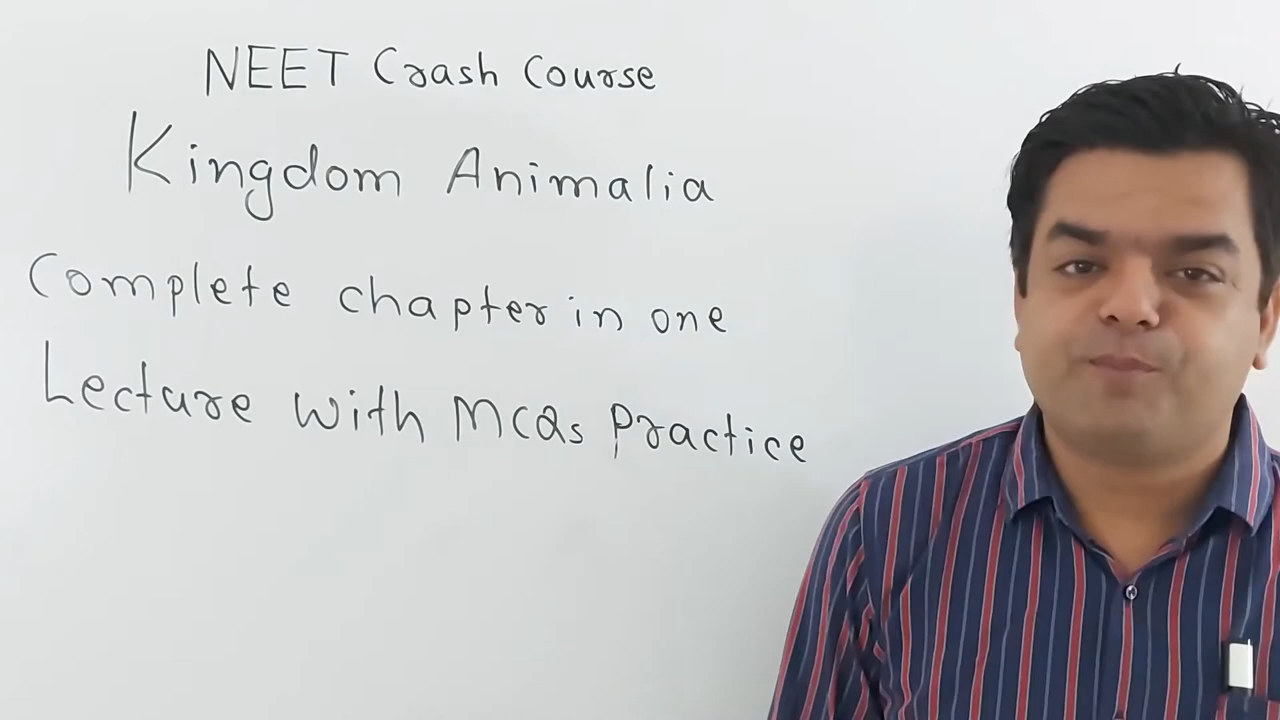 NEET Crash Course
Kingdom Animalia
Complete chapter in one
Lecture with MCQs Practice